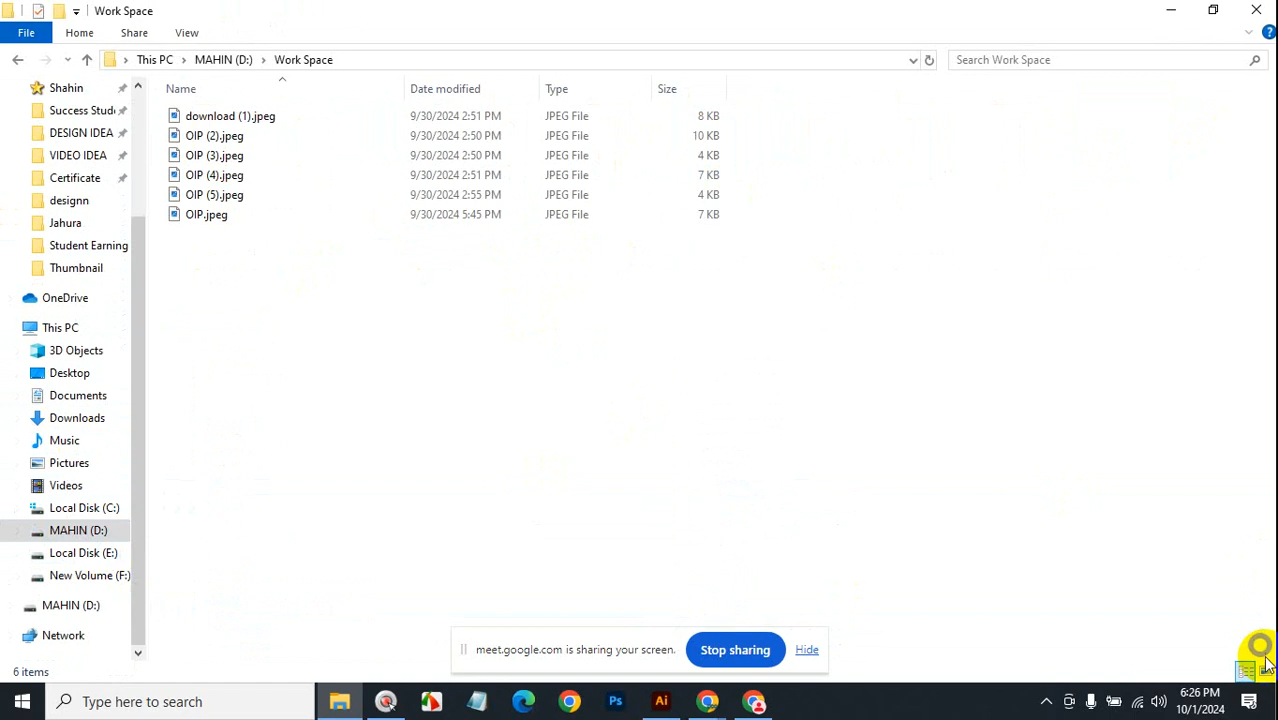 Work Space
File Home Share View
This PC MAHIN (D:) Work Space
Search Work Space
Name Date modified Type Size
download (1).jpeg 9/30/2024 2:51 PM JPEG File 8 KB
OIP (2).jpeg 9/30/2024 2:50 PM JPEG File 10 KB
OIP (3).jpeg 9/30/2024 2:50 PM JPEG File 4 KB
OIP (4).jpeg 9/30/2024 2:51 PM JPEG File 7 KB
OIP (5).jpeg 9/30/2024 2:55 PM JPEG File 4 KB
OIP.jpeg 9/30/2024 5:45 PM JPEG File 7 KB
Shahin
Success Stud
DESIGN IDEA
VIDEO IDEA
Certificate
designn
Jahura
Student Earning
Thumbnail
OneDrive
This PC
3D Objects
Desktop
Documents
Downloads
Music
Pictures
Videos
Local Disk (C:)
MAHIN (D:)
Local Disk (E:)
New Volume (F:)
MAHIN (D:)
Network
meet.google.com is sharing your screen. Stop sharing Hide
6 items
Type here to search
Ps
Ai
6:26 PM
10/1/2024